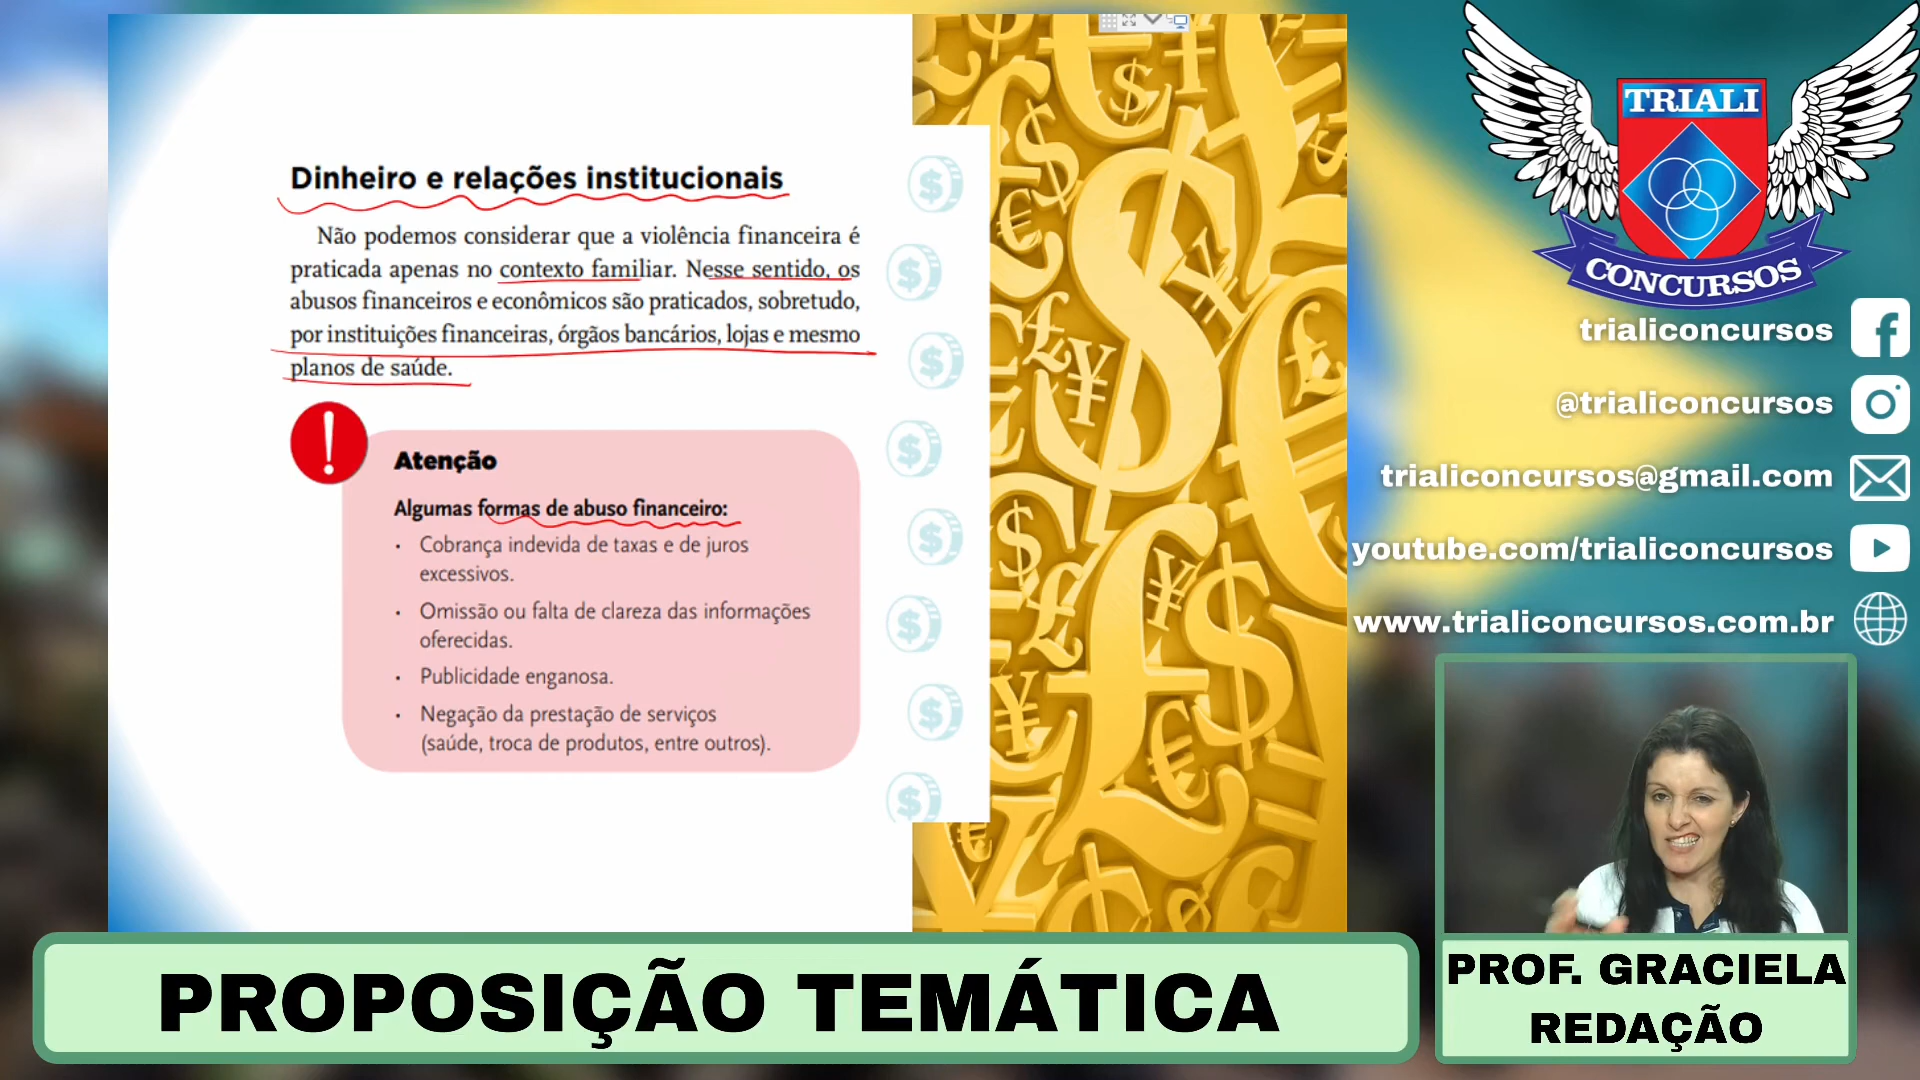 Dinheiro e relações institucionais
Não podemos considerar que a violência financeira é
praticada apenas no contexto familiar. Nesse sentido, os
abusos financeiros e econômicos são praticados, sobretudo,
por instituições financeiras, órgãos bancários, lojas e mesmo
planos de saúde.
!
Atenção
Algumas formas de abuso financeiro:
• Cobrança indevida de taxas e de juros
excessivos.
• Omissão ou falta de clareza das informações
oferecidas.
• Publicidade enganosa.
• Negação da prestação de serviços
(saúde, troca de produtos, entre outros).
TRIALI
CONCURSOS
trialiconcursos
@trialiconcursos
trialiconcursos@gmail.com
youtube.com/trialiconcursos
www.trialiconcursos.com.br
PROPOSIÇÃO TEMÁTICA
PROF. GRACIELA
REDAÇÃO